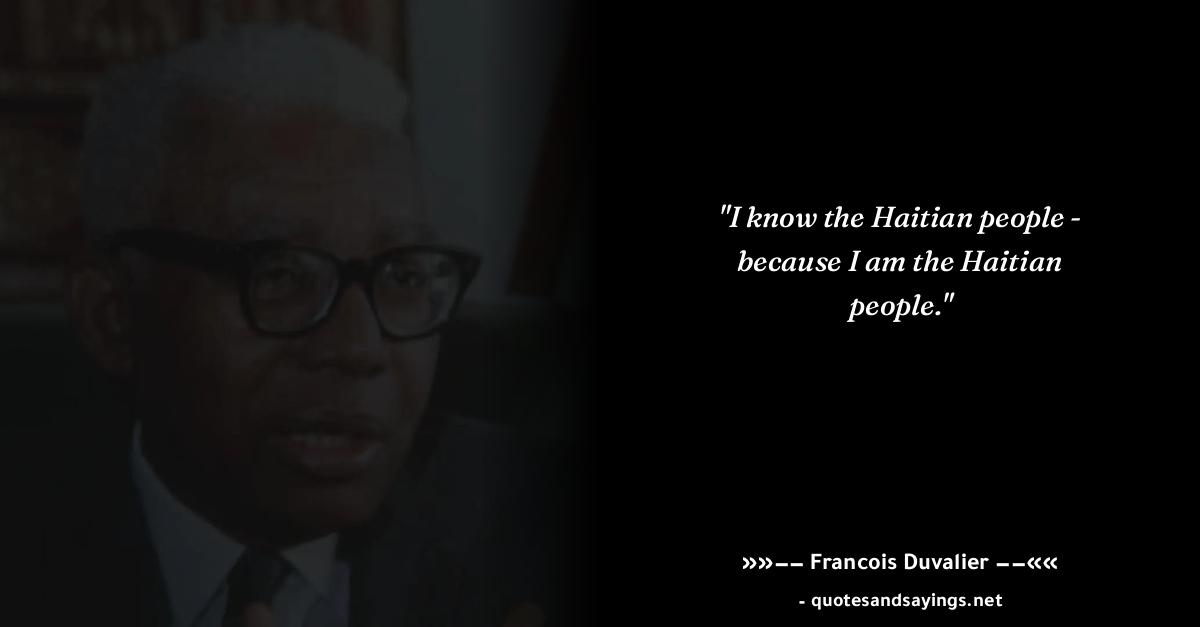 "I know the Haitian people -
because I am the Haitian
people."
»»−− Francois Duvalier −−««
- quotesandsayings.net